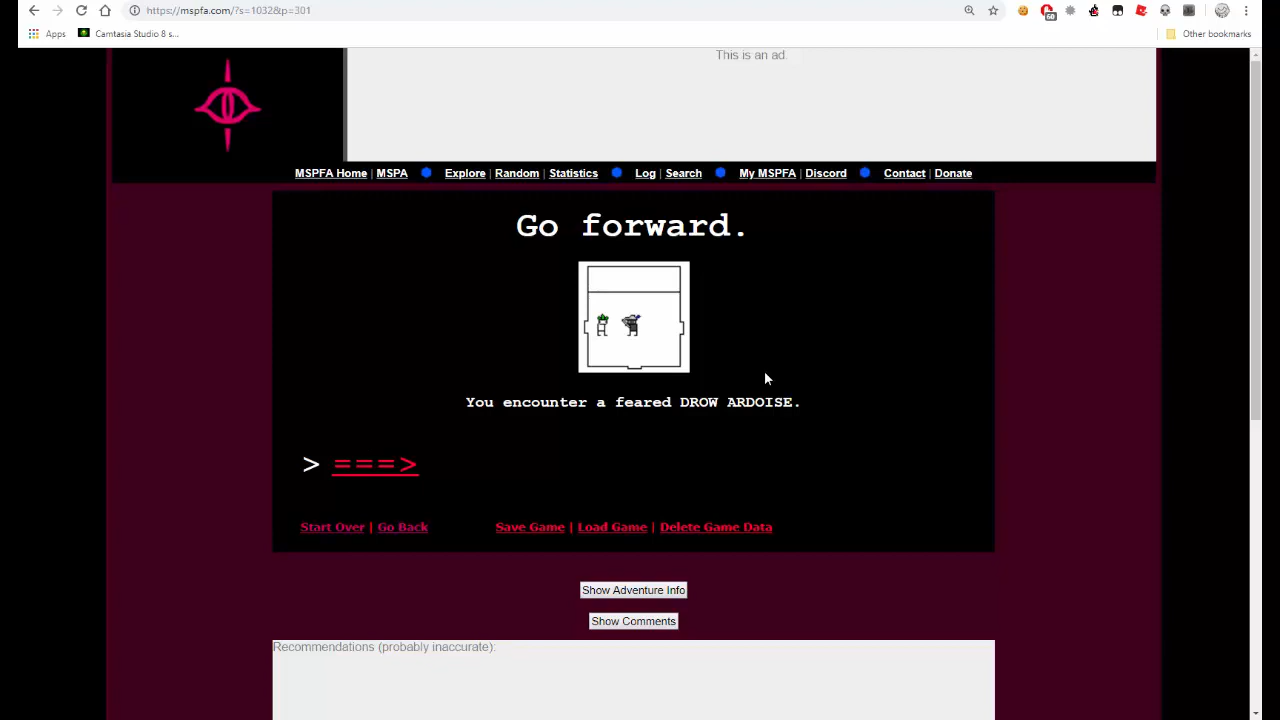 https://mspfa.com/?s=1032&p=301
60
Apps
Camtasia Studio 8 s...
Other bookmarks
This is an ad.
MSPFA Home | MSPA Explore | Random | Statistics Log | Search My MSPFA | Discord Contact | Donate
Go forward.
You encounter a feared DROW ARDOISE.
> ===>
Start Over | Go Back Save Game | Load Game | Delete Game Data
Show Adventure Info
Show Comments
Recommendations (probably inaccurate):